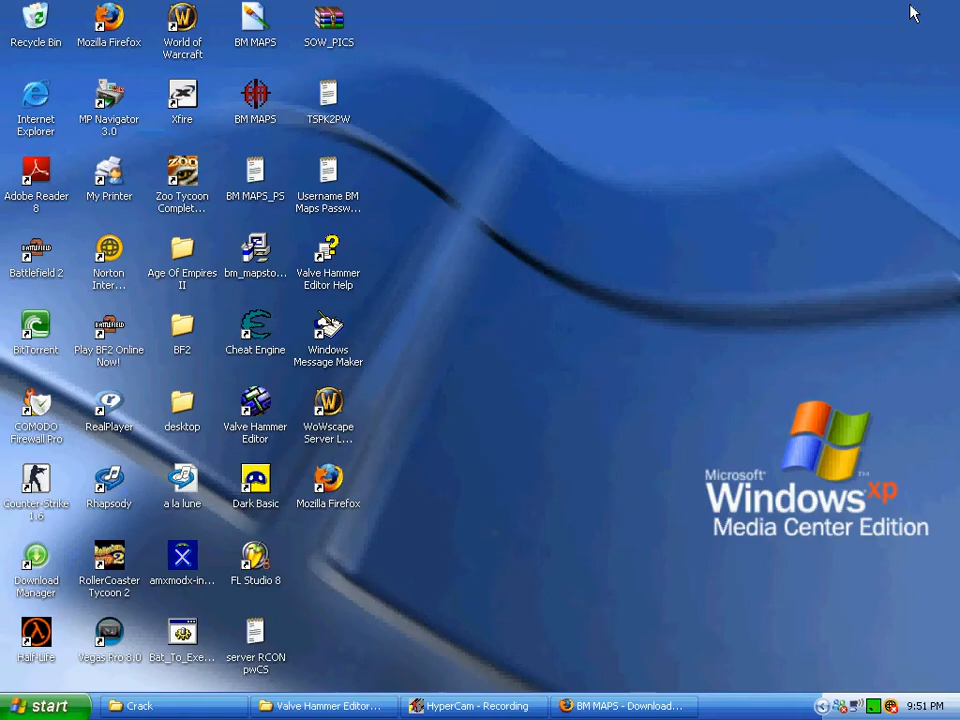 Recycle Bin
Mozilla Firefox
World of
Warcraft
BM MAPS
SOW_PICS
Internet
Explorer
MP Navigator
3.0
Xfire
BM MAPS
TSPK2PW
Adobe Reader
8
My Printer
Zoo Tycoon
Complet...
BM MAPS_PS
Username BM
Maps Passw...
Battlefield 2
Norton
Inter...
Age Of Empires
II
bm_mapsto...
Valve Hammer
Editor Help
BitTorrent
Play BF2 Online
Now!
BF2
Cheat Engine
Windows
Message Maker
COMODO
Firewall Pro
RealPlayer
desktop
Valve Hammer
Editor
WoWscape
Server L...
Counter-Strike
1.6
Rhapsody
a la lune
Dark Basic
Mozilla Firefox
Download
Manager
RollerCoaster
Tycoon 2
amxmodx-in...
FL Studio 8
Half-Life
Vegas Pro 8.0
Bat_To_Exe...
server RCON
pwCS
Microsoft®
Windows xp
Media Center Edition
start
Crack
Valve Hammer Editor...
HyperCam - Recording
BM MAPS - Download...
9:51 PM